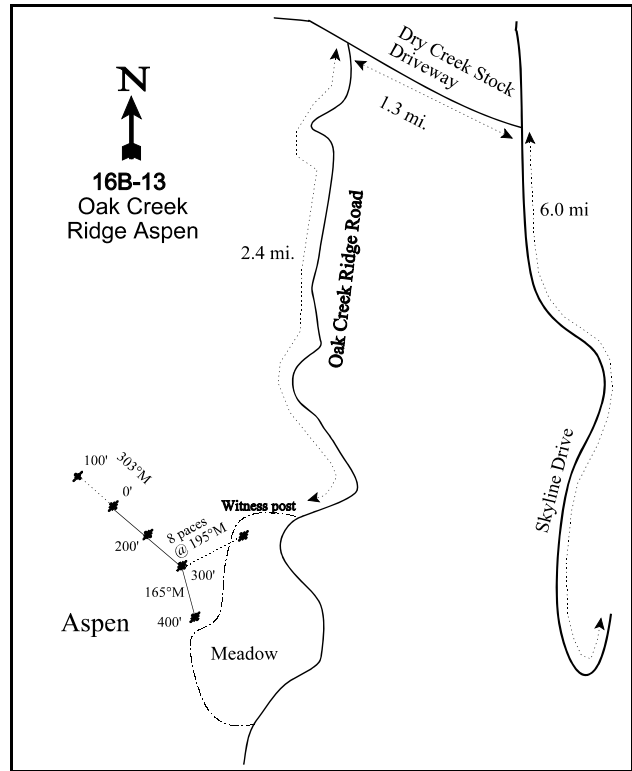 N
16B-13
Oak Creek
Ridge Aspen
Dry Creek Stock
Driveway
1.3 mi.
6.0 mi
2.4 mi.
Oak Creek Ridge Road
Skyline Drive
100'
303°M
0'
Witness post
8 paces
@ 195°M
200'
300'
165°M
400'
Aspen
Meadow